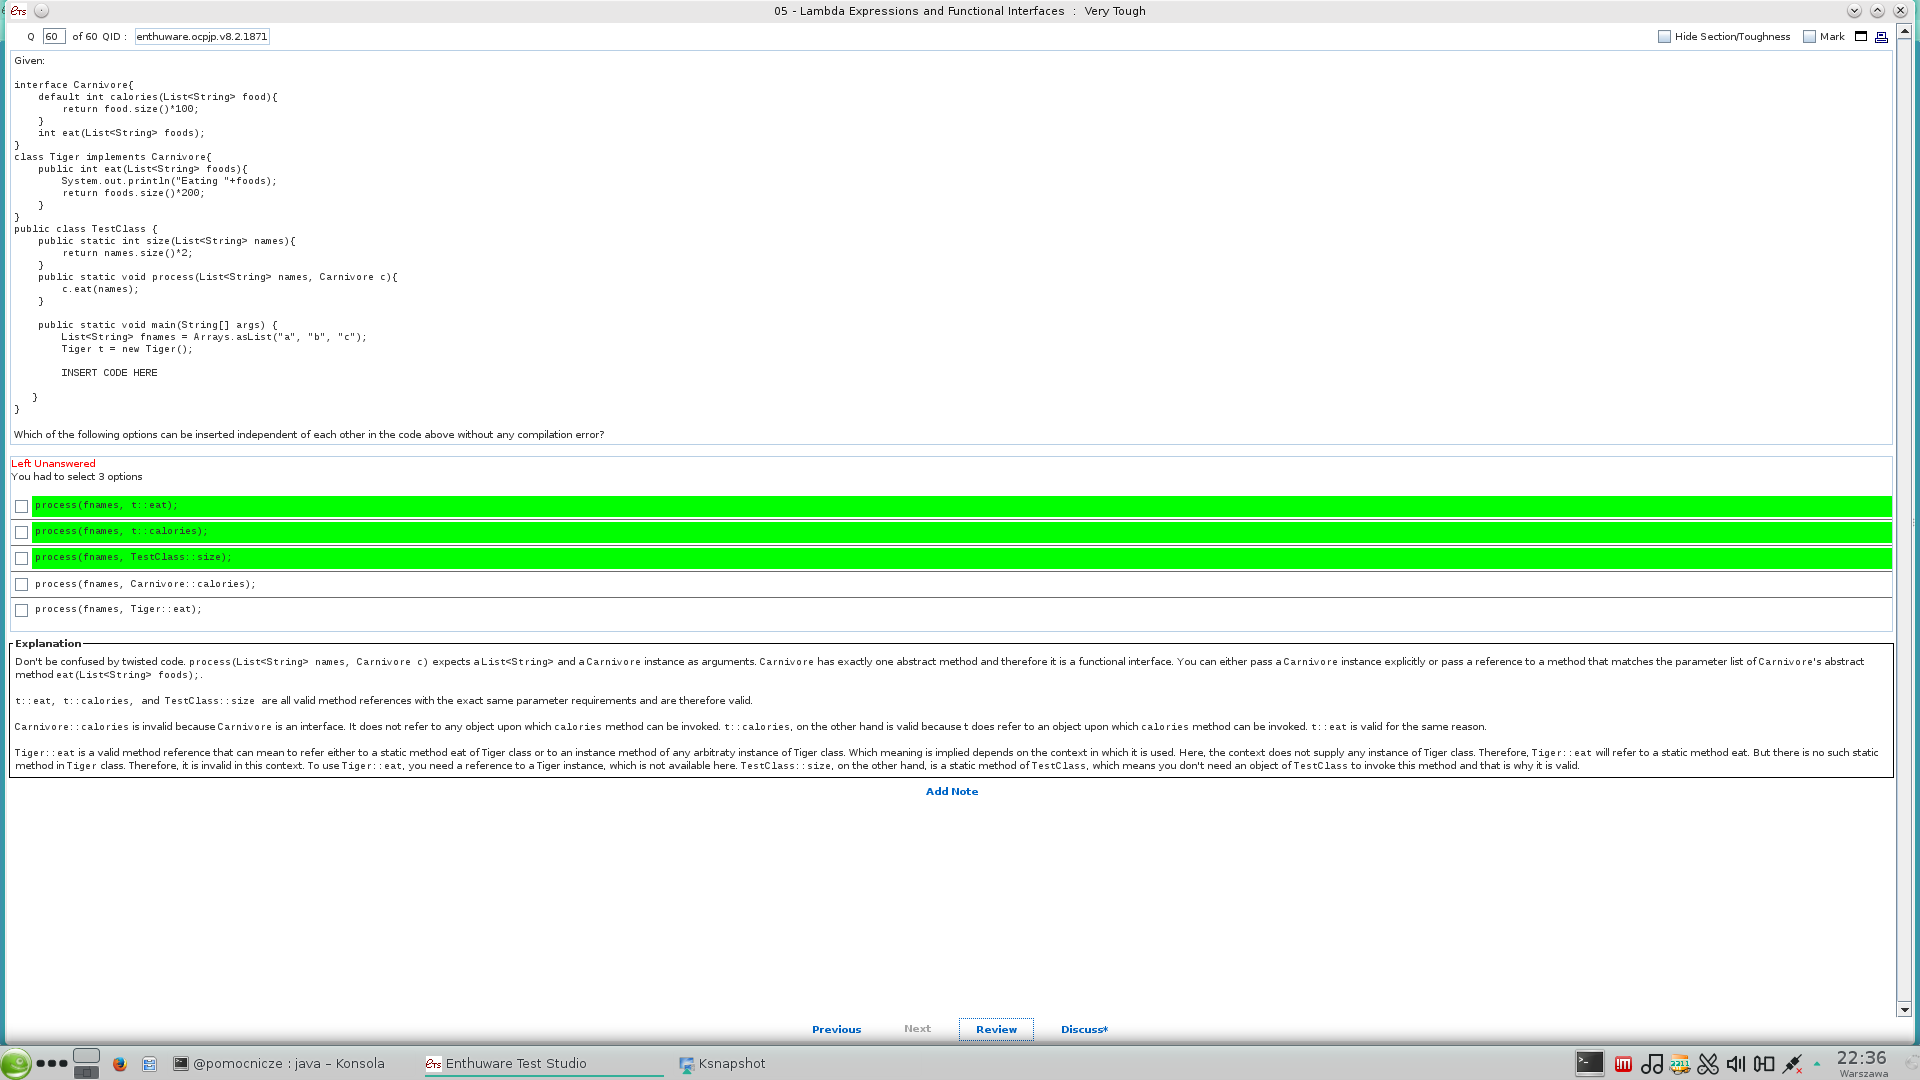 ETS
05 - Lambda Expressions and Functional Interfaces : Very Tough
Q 60 of 60 QID : enthuware.ocpjp.v8.2.1871 Hide Section/Toughness Mark
Given:
interface Carnivore{
    default int calories(List<String> food){
        return food.size()*100;
    }
    int eat(List<String> foods);
}
class Tiger implements Carnivore{
    public int eat(List<String> foods){
        System.out.println("Eating "+foods);
        return foods.size()*200;
    }
}
public class TestClass {
    public static int size(List<String> names){
        return names.size()*2;
    }
    public static void process(List<String> names, Carnivore c){
        c.eat(names);
    }
    public static void main(String[] args) {
        List<String> fnames = Arrays.asList("a", "b", "c");
        Tiger t = new Tiger();
        INSERT CODE HERE
   }
}
Which of the following options can be inserted independent of each other in the code above without any compilation error?
Left Unanswered
You had to select 3 options
process(fnames, t::eat);
process(fnames, t::calories);
process(fnames, TestClass::size);
process(fnames, Carnivore::calories);
process(fnames, Tiger::eat);
Explanation
Don't be confused by twisted code. process(List<String> names, Carnivore c) expects a List<String> and a Carnivore instance as arguments. Carnivore has exactly one abstract method and therefore it is a functional interface. You can either pass a Carnivore instance explicitly or pass a reference to a method that matches the parameter list of Carnivore's abstract
method eat(List<String> foods);.
t::eat, t::calories, and TestClass::size are all valid method references with the exact same parameter requirements and are therefore valid.
Carnivore::calories is invalid because Carnivore is an interface. It does not refer to any object upon which calories method can be invoked. t::calories, on the other hand is valid because t does refer to an object upon which calories method can be invoked. t::eat is valid for the same reason.
Tiger::eat is a valid method reference that can mean to refer either to a static method eat of Tiger class or to an instance method of any arbitraty instance of Tiger class. Which meaning is implied depends on the context in which it is used. Here, the context does not supply any instance of Tiger class. Therefore, Tiger::eat will refer to a static method eat. But there is no such static
method in Tiger class. Therefore, it is invalid in this context. To use Tiger::eat, you need a reference to a Tiger instance, which is not available here. TestClass::size, on the other hand, is a static method of TestClass, which means you don't need an object of TestClass to invoke this method and that is why it is valid.
Add Note
Previous Next Review Discuss*
@pomocnicze : java – Konsola ETS Enthuware Test Studio Ksnapshot 22:36
Warszawa